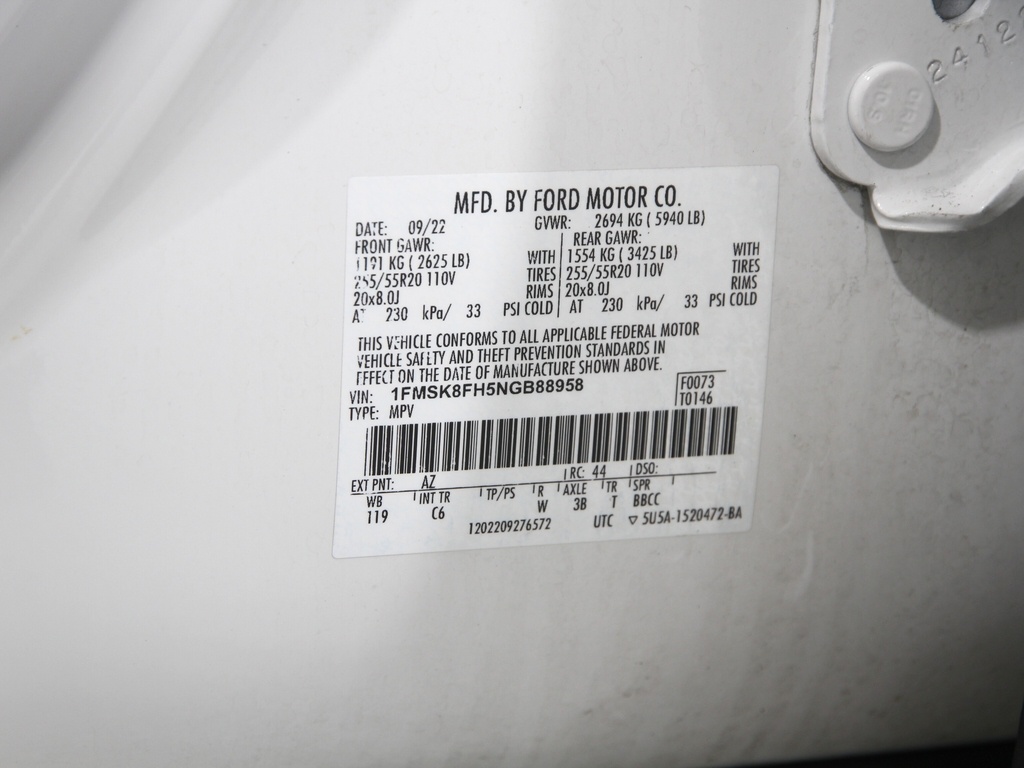 24122
MFD. BY FORD MOTOR CO.
DATE: 09/22 GVWR: 2694 KG ( 5940 LB)
FRONT GAWR: REAR GAWR:
1191 KG ( 2625 LB) WITH 1554 KG ( 3425 LB) WITH
255/55R20 110V TIRES 255/55R20 110V TIRES
20x8.0J RIMS 20x8.0J RIMS
AT 230 kPa/ 33 PSI COLD AT 230 kPa/ 33 PSI COLD
THIS VEHICLE CONFORMS TO ALL APPLICABLE FEDERAL MOTOR
VEHICLE SAFETY AND THEFT PREVENTION STANDARDS IN
EFFECT ON THE DATE OF MANUFACTURE SHOWN ABOVE.
VIN: 1FMSK8FH5NGB88958 F0073
TYPE: MPV T0146
EXT PNT: AZ RC: 44 DSO:
WB INT TR TP/PS R AXLE TR SPR
119 C6 W 3B T BBCC
1202209276572 UTC ▽ 5U5A-1520472-BA